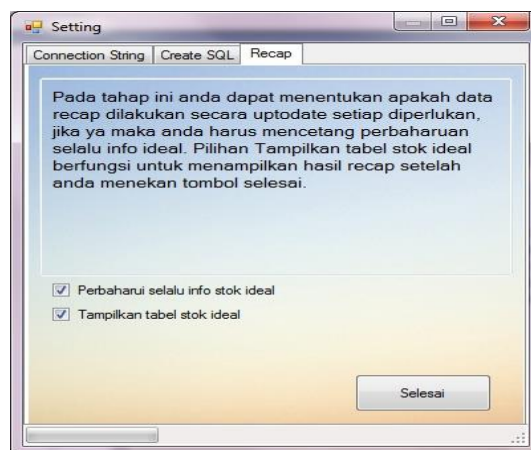 Setting
Connection String Create SQL Recap
Pada tahap ini anda dapat menentukan apakah data
recap dilakukan secara uptodate setiap diperlukan,
jika ya maka anda harus mencetang perbaharuan
selalu info ideal. Pilihan Tampilkan tabel stok ideal
berfungsi untuk menampilkan hasil recap setelah
anda menekan tombol selesai.
Perbaharui selalu info stok ideal
Tampilkan tabel stok ideal
Selesai